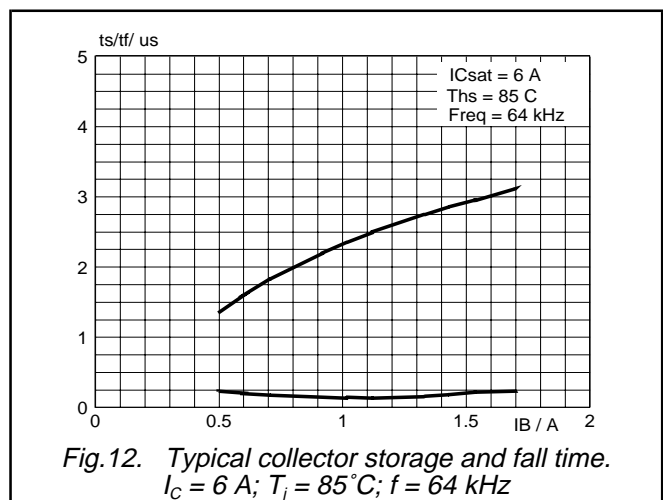 ts/tf/ us
5
4
3
2
1
0
ICsat = 6 A
Ths = 85 C
Freq = 64 kHz
0 0.5 1 1.5 2
IB / A
Fig.12. Typical collector storage and fall time.
IC = 6 A; Tj = 85˚C; f = 64 kHz